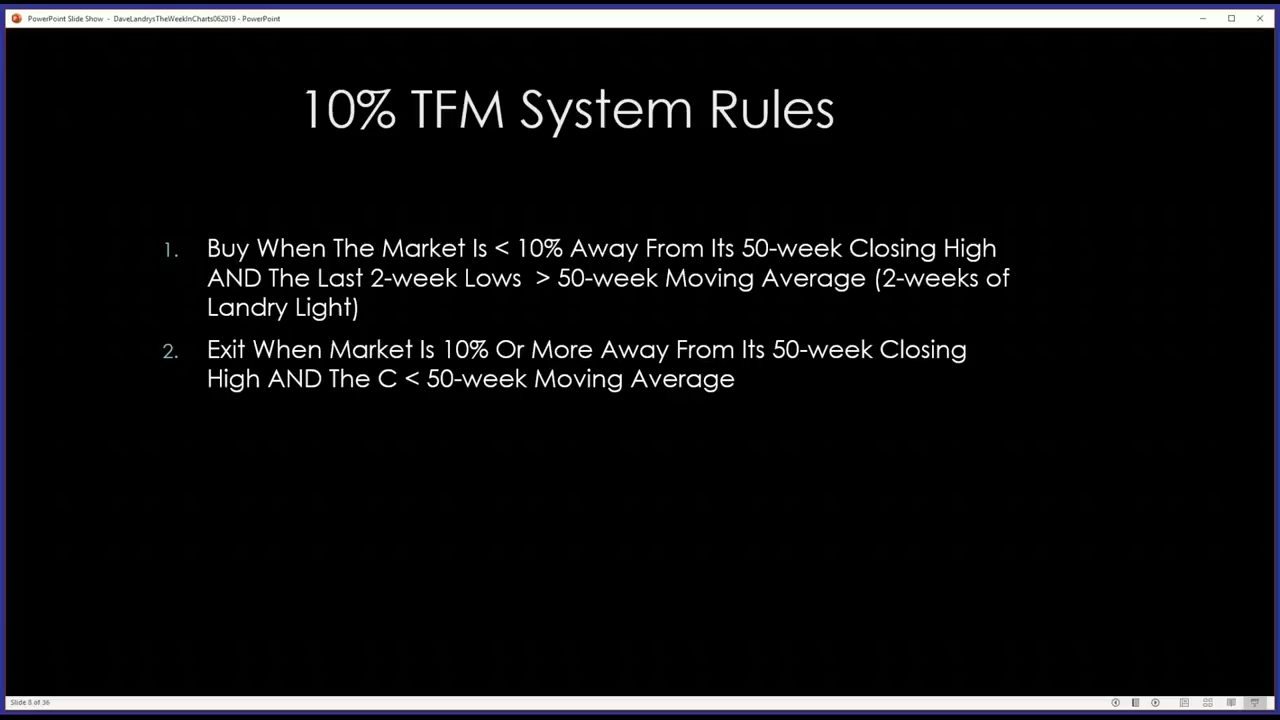 PowerPoint Slide Show - DaveLandrysTheWeekInCharts062019 - PowerPoint
10% TFM System Rules
1. Buy When The Market Is < 10% Away From Its 50-week Closing High
AND The Last 2-week Lows > 50-week Moving Average (2-weeks of
Landry Light)
2. Exit When Market Is 10% Or More Away From Its 50-week Closing
High AND The C < 50-week Moving Average
Slide 8 of 36